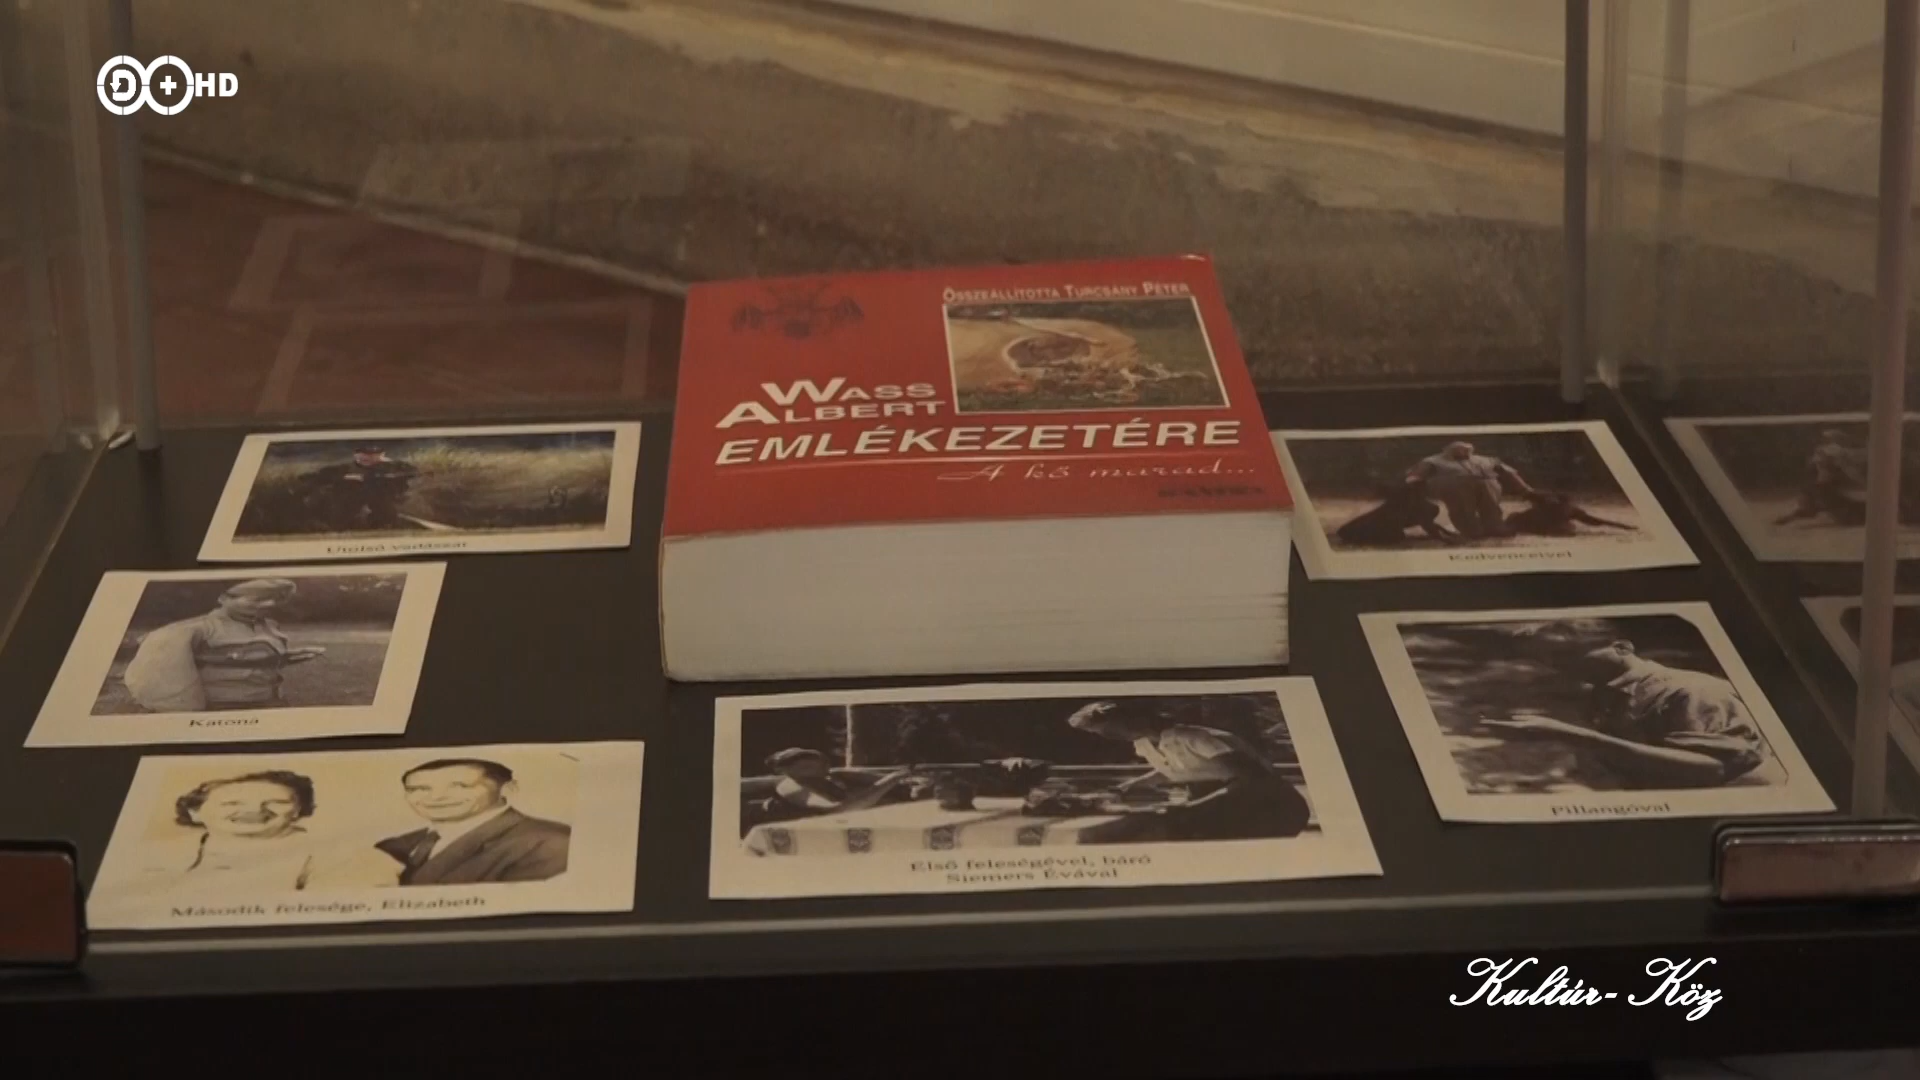 Đ+HD
ÖSSZEÁLLÍTOTTA TURCSÁNY PÉTER
WASS
ALBERT
EMLÉKEZETÉRE
A kő marad...
Utolsó vadászat
Kedvenceivel
Katona
Pillangóval
Első feleségével, báró
Siemers Évával
Második felesége, Elizabeth
Kultúr-Köz